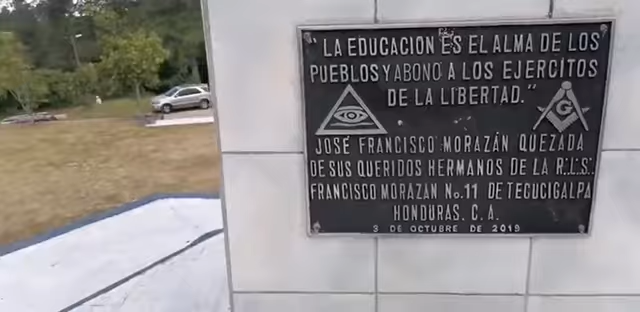 "LA EDUCACION ES EL ALMA DE LOS
PUEBLOS Y ABONO A LOS EJERCITOS
DE LA LIBERTAD."
G
JOSÉ FRANCISCO MORAZÁN QUEZADA
DE SUS QUERIDOS HERMANOS DE LA R∴L∴S∴
FRANCISCO MORAZAN No. 11 DE TEGUCIGALPA
HONDURAS. C. A.
3 DE OCTUBRE DE 2019